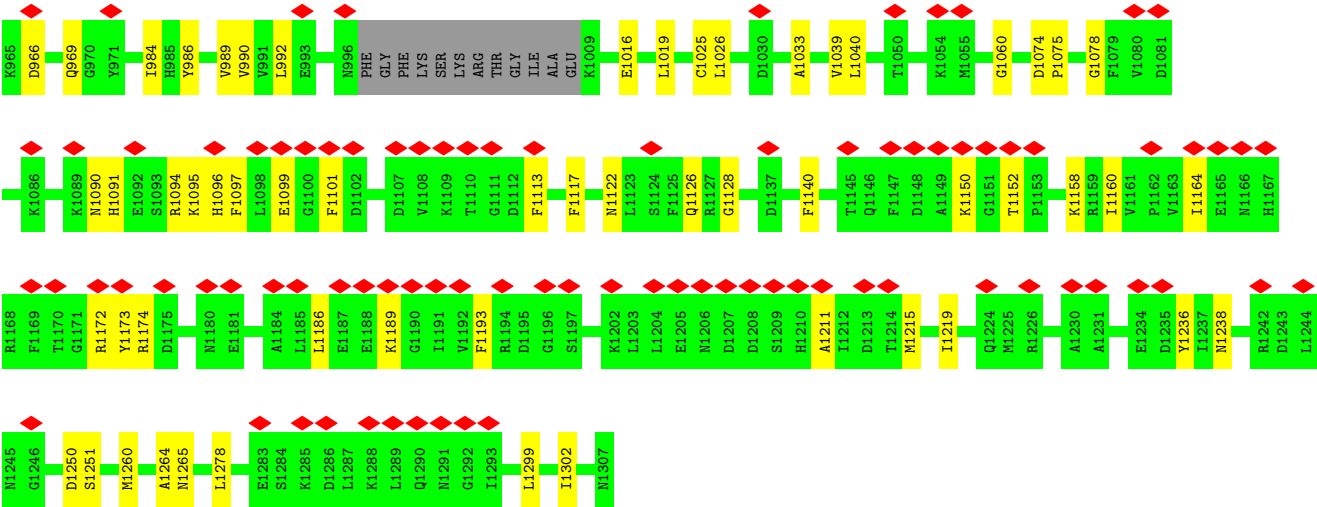 K965 D966 Q969 G970 Y971 I984 H985 Y986 V989 V990 V991 L992 E993 N996 PHE GLY PHE LYS SER LYS ARG THR GLY ILE ALA GLU K1009 E1016 L1019 C1025 L1026 D1030 A1033 V1039 L1040 T1050 K1054 M1055 G1060 D1074 P1075 G1078 F1079 V1080 D1081
K1086 K1089 N1090 H1091 E1092 S1093 R1094 K1095 H1096 F1097 L1098 E1099 G1100 F1101 D1102 D1107 V1108 K1109 T1110 G1111 D1112 F1113 F1117 N1122 L1123 S1124 F1125 Q1126 R1127 G1128 D1137 F1140 T1145 Q1146 F1147 D1148 A1149 K1150 G1151 T1152 P1153 K1158 R1159 I1160 V1161 P1162 V1163 I1164 E1165 N1166 H1167
R1168 F1169 T1170 G1171 R1172 Y1173 R1174 D1175 N1180 E1181 A1184 L1185 L1186 E1187 E1188 K1189 G1190 I1191 V1192 F1193 R1194 D1195 G1196 S1197 K1202 L1203 L1204 E1205 N1206 D1207 D1208 S1209 H1210 A1211 I1212 D1213 T1214 M1215 I1219 Q1224 M1225 R1226 A1230 A1231 E1234 D1235 Y1236 I1237 N1238 R1242 D1243 L1244
N1245 G1246 D1250 S1251 M1260 A1264 N1265 L1278 E1283 S1284 K1285 D1286 L1287 K1288 L1289 Q1290 N1291 G1292 I1293 L1299 I1302 N1307